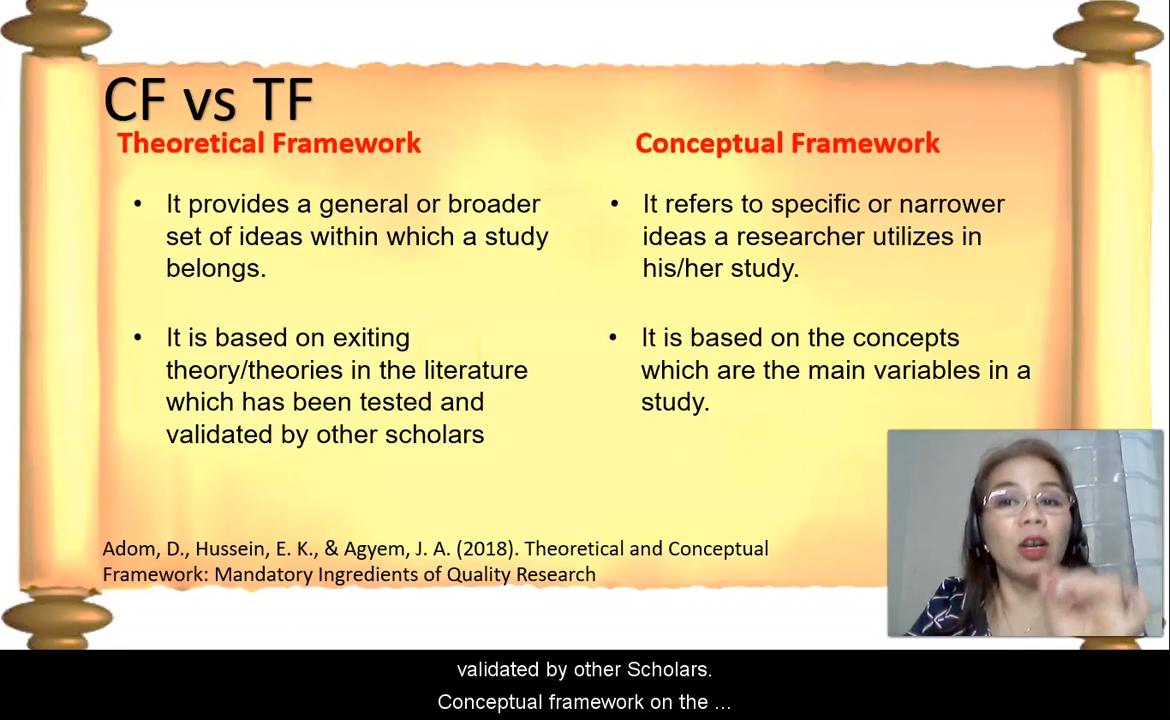 CF vs TF
Theoretical Framework
• It provides a general or broader
set of ideas within which a study
belongs.
• It is based on exiting
theory/theories in the literature
which has been tested and
validated by other scholars
Conceptual Framework
• It refers to specific or narrower
ideas a researcher utilizes in
his/her study.
• It is based on the concepts
which are the main variables in a
study.
Adom, D., Hussein, E. K., & Agyem, J. A. (2018). Theoretical and Conceptual
Framework: Mandatory Ingredients of Quality Research
validated by other Scholars.
Conceptual framework on the ...